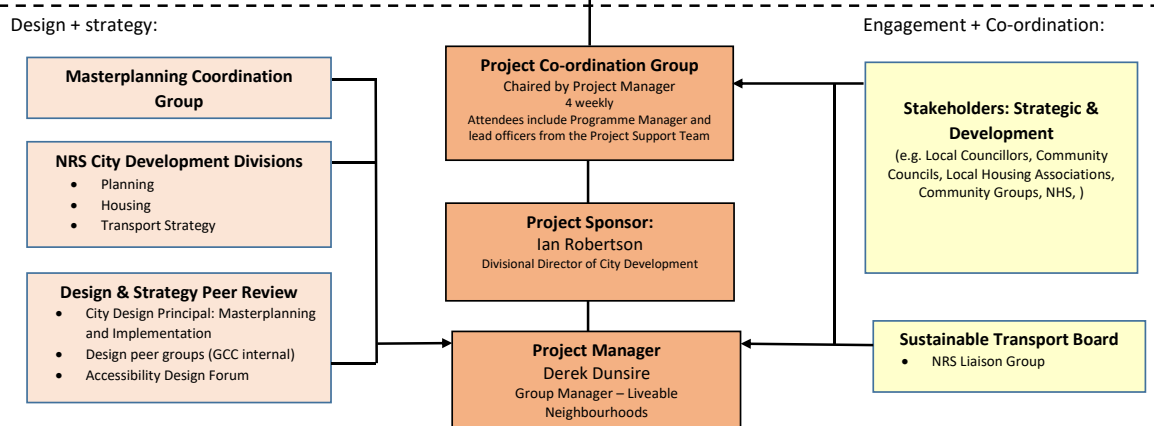 Design + strategy:
Engagement + Co-ordination:
Masterplanning Coordination
Group
NRS City Development Divisions
• Planning
• Housing
• Transport Strategy
Design & Strategy Peer Review
• City Design Principal: Masterplanning
and Implementation
• Design peer groups (GCC internal)
• Accessibility Design Forum
Project Co-ordination Group
Chaired by Project Manager
4 weekly
Attendees include Programme Manager and
lead officers from the Project Support Team
Project Sponsor:
Ian Robertson
Divisional Director of City Development
Project Manager
Derek Dunsire
Group Manager – Liveable
Neighbourhoods
Stakeholders: Strategic &
Development
(e.g. Local Councillors, Community
Councils, Local Housing Associations,
Community Groups, NHS, )
Sustainable Transport Board
• NRS Liaison Group